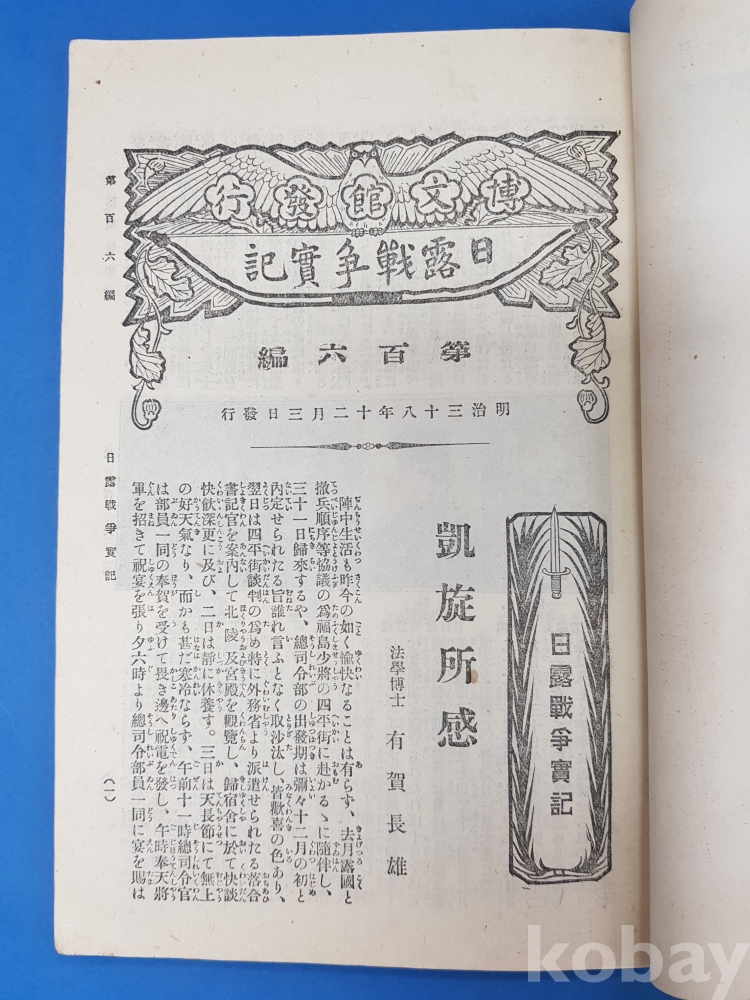 博文館發行
日露戰爭實記
第百六編
明治三十八年十二月三日發行
日露戰爭實記
凱旋所感
法學博士 有賀長雄
陣中生活も昨今の如く愉快なることは有らず、去月露國と
撤兵順序等協議の爲福島少將の四平街に赴かるゝに隨伴し、
三十一日歸來するや、總司令部の出發期は彌々十二月の初と
內定せられたる旨誰れ言ふとなく取沙汰し、皆歡喜の色あり、
翌日は四平街談判の爲め特に外務省より派遣せられたる落合
書記官を案內して北陵及宮殿を觀覽し、歸宿舍に於て快談
快飮深更に及び、二日は靜に休養す。三日は天長節にて無上
の好天氣なり、而かも甚だ寒冷ならず、午前十一時總司令官
は部員一同の奉賀を受けて畏き邊へ祝電を發し、午時奉天將
軍を招きて祝宴を張り夕六時より總司令部員一同に宴を賜は
第百六編
日露戰爭實記
(一)
kobay